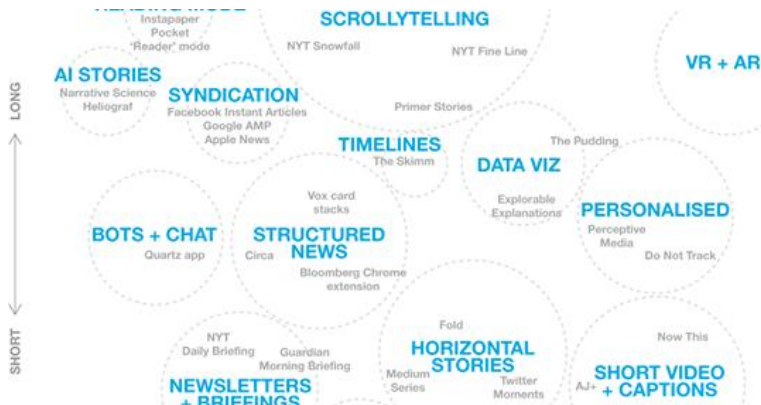 READING MODE
Instapaper
Pocket
'Reader' mode
SCROLLYTELLING
NYT Snowfall
NYT Fine Line
Primer Stories
VR + AR
AI STORIES
Narrative Science
Heliograf
SYNDICATION
Facebook Instant Articles
Google AMP
Apple News
LONG
TIMELINES
The Skimm
DATA VIZ
The Pudding
Explorable
Explanations
PERSONALISED
Perceptive
Media
Do Not Track
BOTS + CHAT
Quartz app
Vox card
stacks
STRUCTURED
NEWS
Circa
Bloomberg Chrome
extension
SHORT
NYT
Daily Briefing
Guardian
Morning Briefing
NEWSLETTERS
+ BRIEFINGS
Fold
HORIZONTAL
STORIES
Medium
Series
Twitter
Moments
Now This
AJ+
SHORT VIDEO
+ CAPTIONS